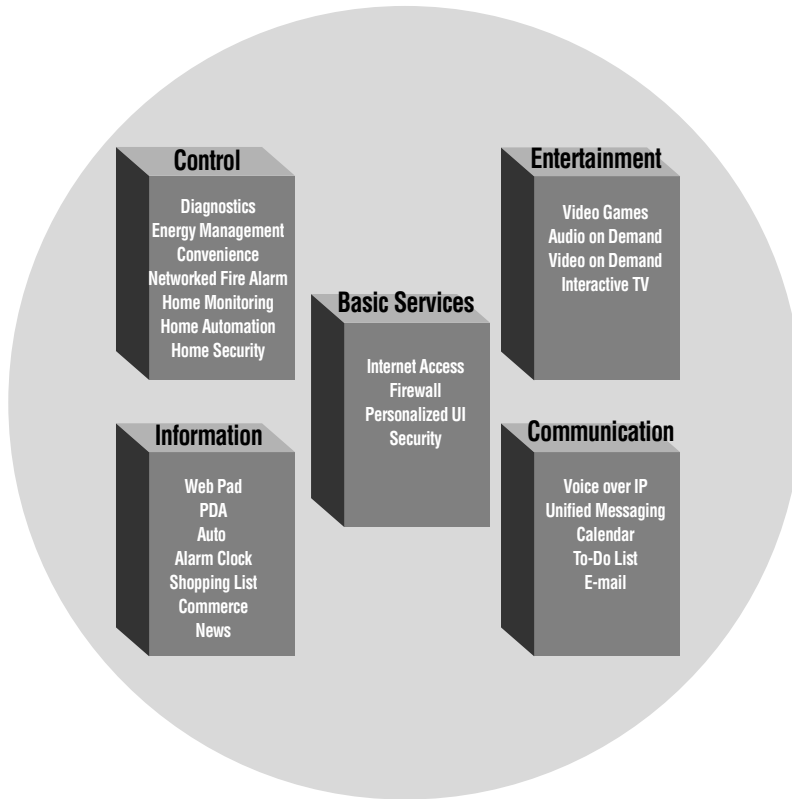 Control
Diagnostics
Energy Management
Convenience
Networked Fire Alarm
Home Monitoring
Home Automation
Home Security
Entertainment
Video Games
Audio on Demand
Video on Demand
Interactive TV
Basic Services
Internet Access
Firewall
Personalized UI
Security
Information
Web Pad
PDA
Auto
Alarm Clock
Shopping List
Commerce
News
Communication
Voice over IP
Unified Messaging
Calendar
To-Do List
E-mail